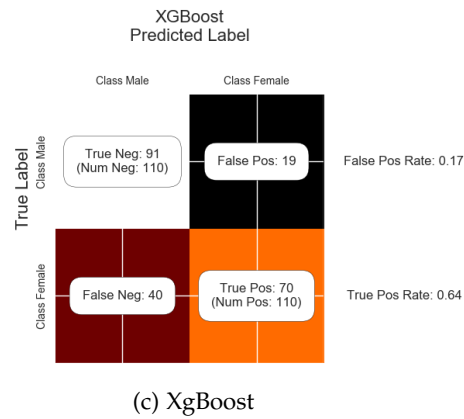 XGBoost
Predicted Label
Class Male
Class Female
True Label
Class Male
True Neg: 91
(Num Neg: 110)
False Pos: 19
False Pos Rate: 0.17
Class Female
False Neg: 40
True Pos: 70
(Num Pos: 110)
True Pos Rate: 0.64
(c) XgBoost